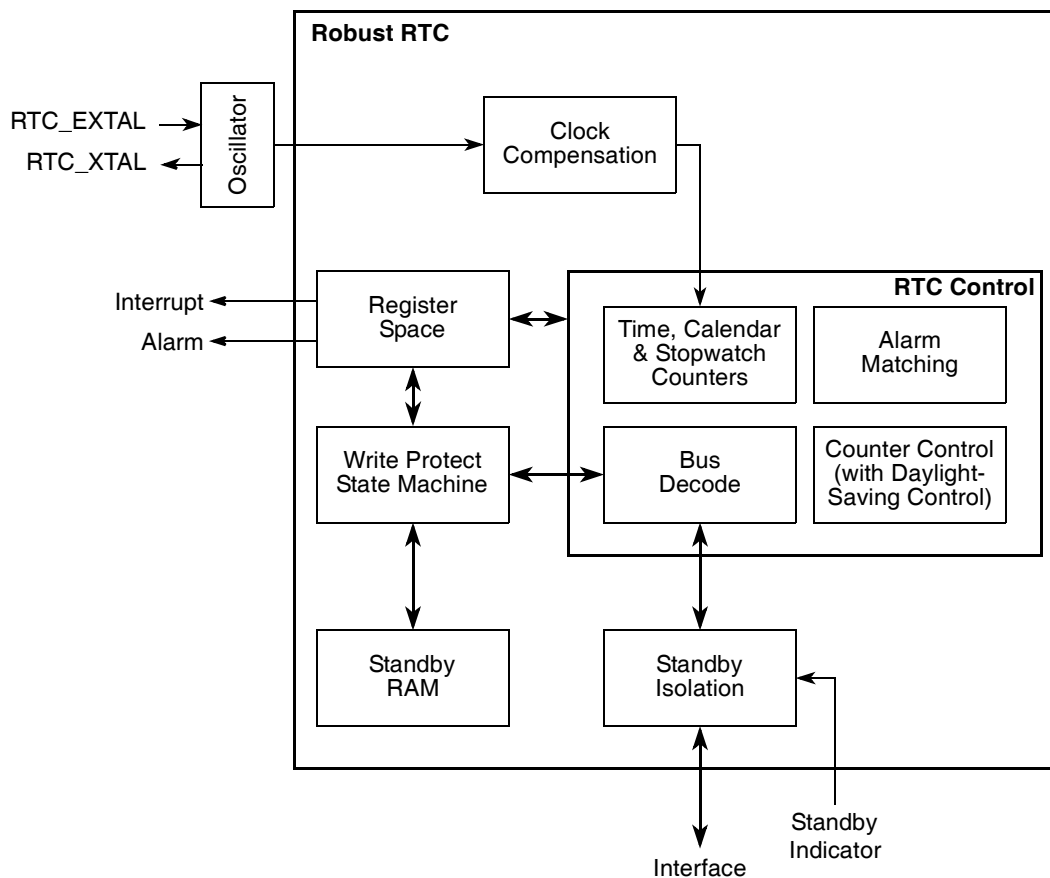 Robust RTC
RTC_EXTAL
RTC_XTAL
Oscillator
Clock
Compensation
Interrupt
Alarm
Register
Space
RTC Control
Time, Calendar
& Stopwatch
Counters
Alarm
Matching
Write Protect
State Machine
Bus
Decode
Counter Control
(with Daylight-
Saving Control)
Standby
RAM
Standby
Isolation
Standby
Indicator
Interface